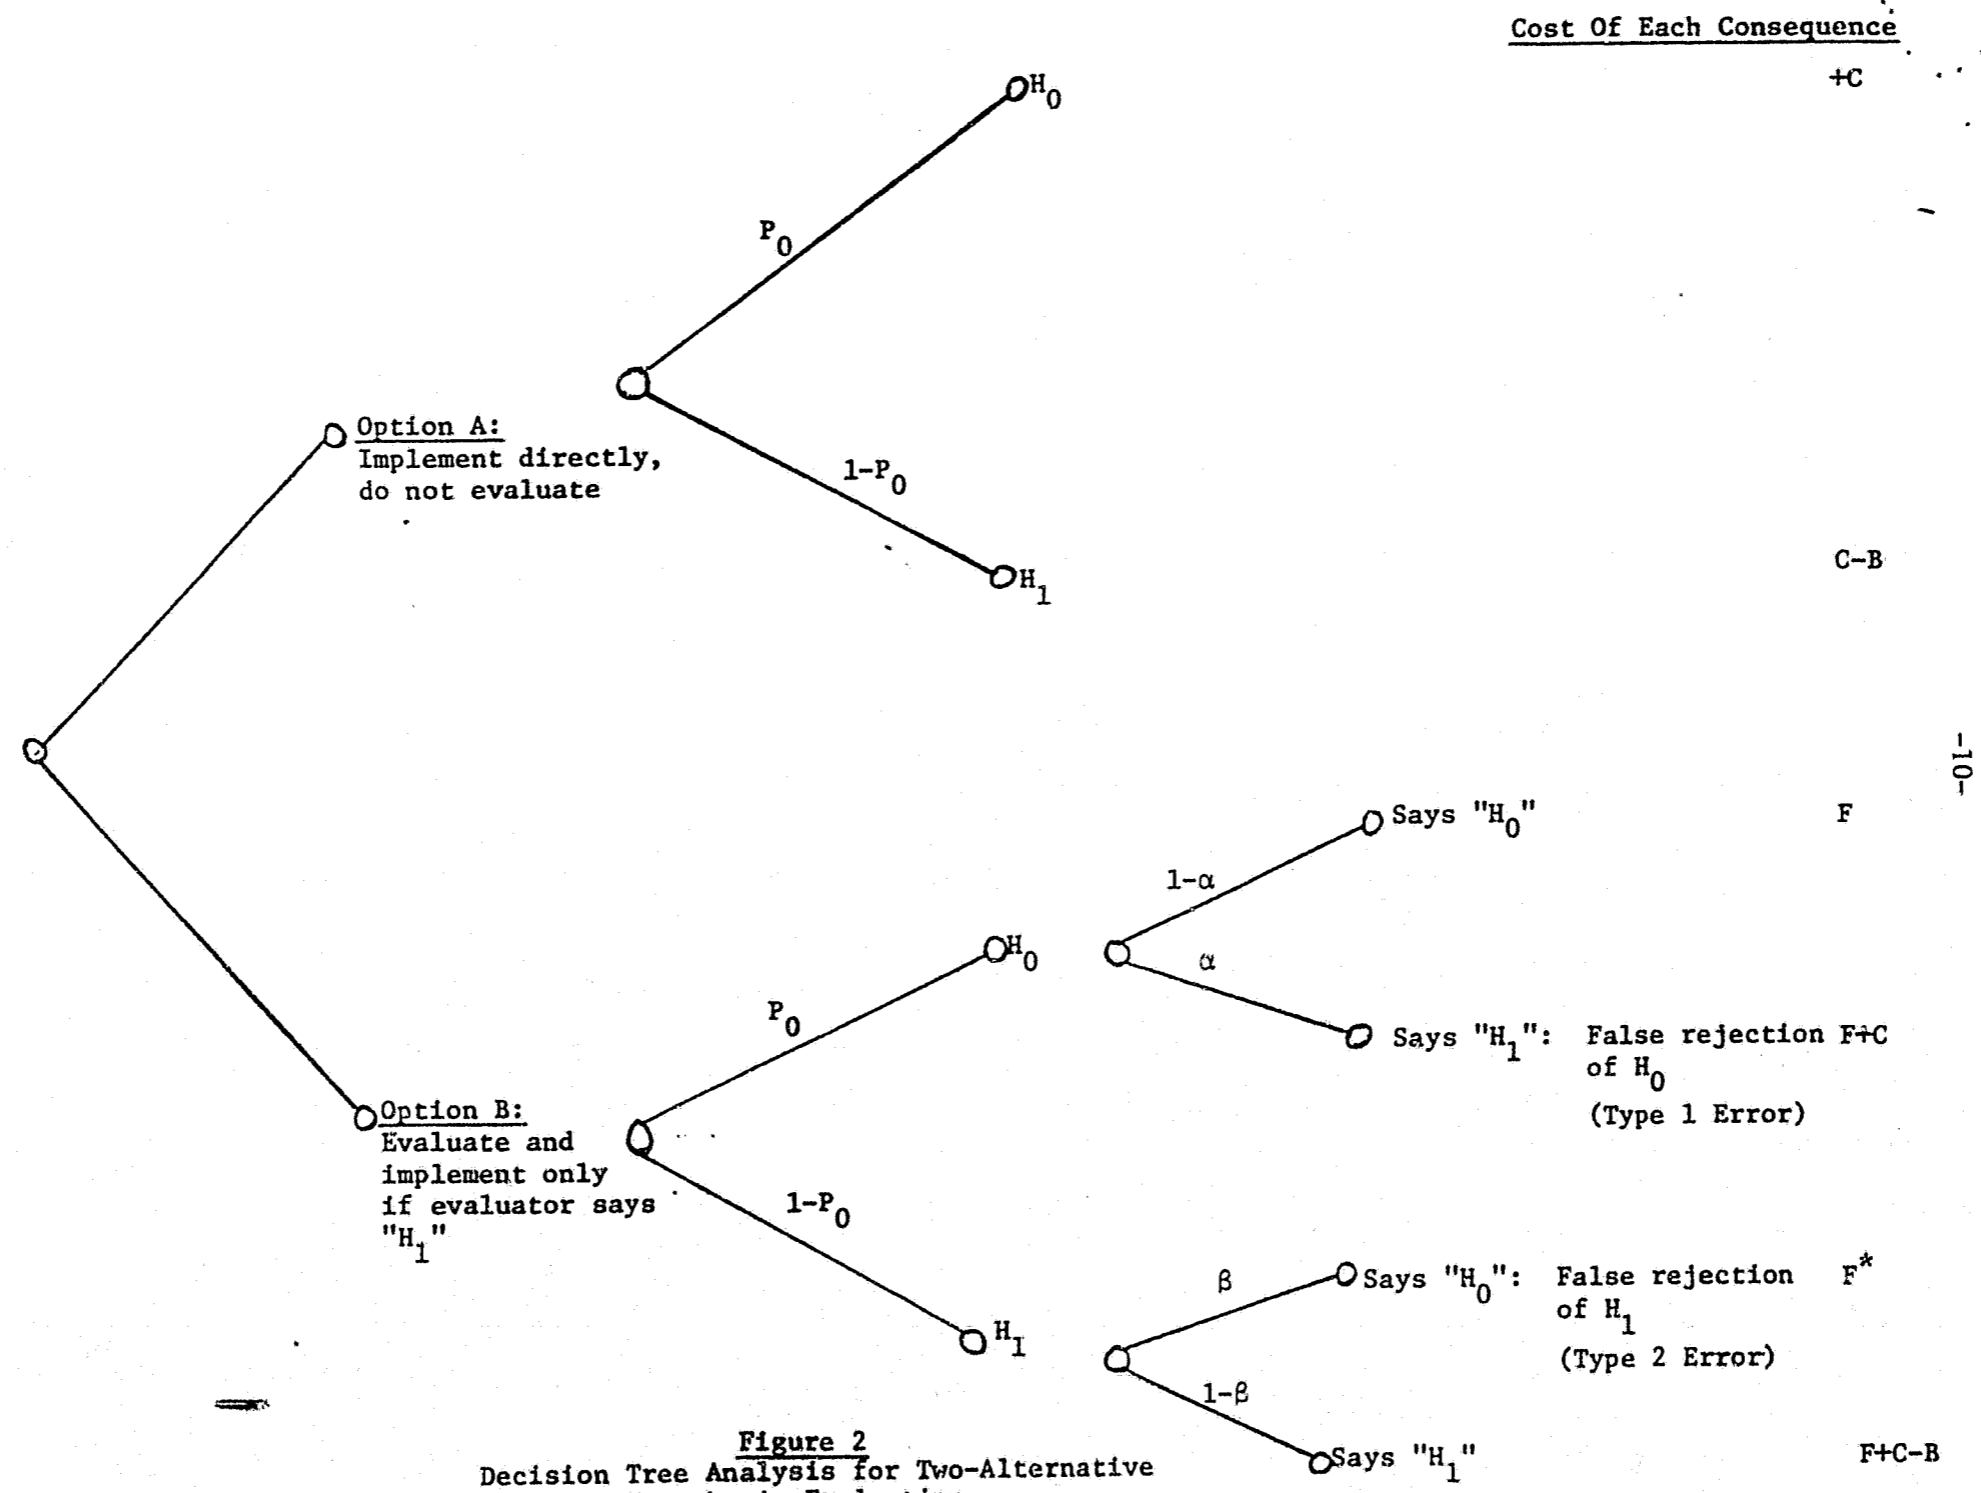 Cost Of Each Consequence
+C
H0
P0
Option A:
Implement directly,
do not evaluate
1-P0
H1
C-B
-10-
Says "H0"
F
1-α
H0
α
P0
Says "H1": False rejection F+C
of H0
(Type 1 Error)
Option B:
Evaluate and
implement only
if evaluator says
"H1"
1-P0
β
Says "H0": False rejection F*
of H1
(Type 2 Error)
H1
1-β
Says "H1"
F+C-B
Figure 2
Decision Tree Analysis for Two-Alternative